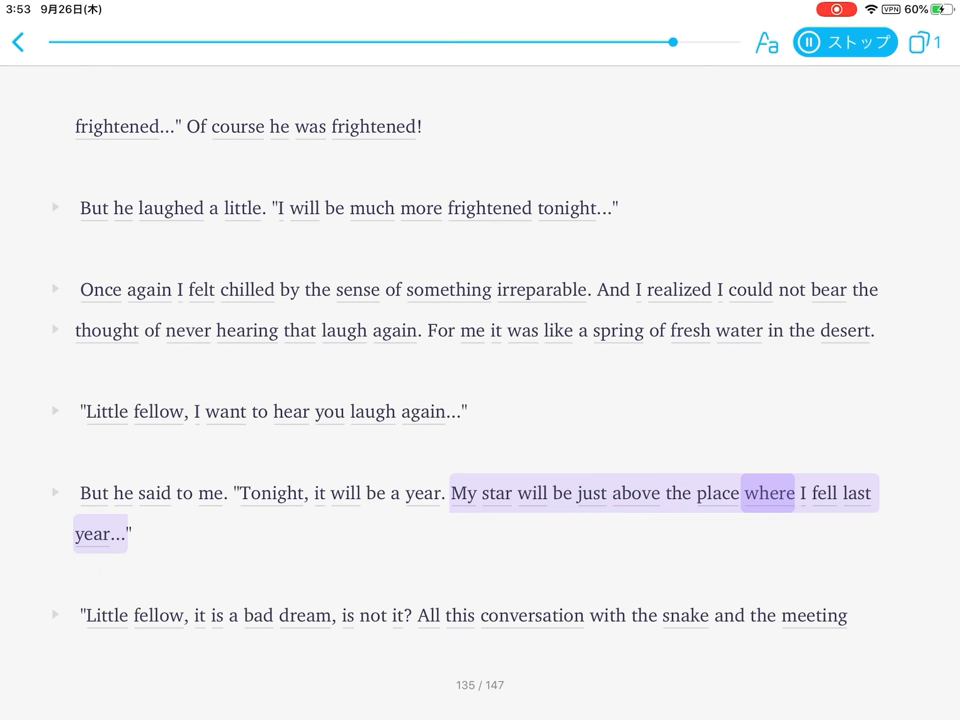 3:53 9月26日(木) VPN 60%
ストップ 1
frightened..." Of course he was frightened!
But he laughed a little. "I will be much more frightened tonight..."
Once again I felt chilled by the sense of something irreparable. And I realized I could not bear the
thought of never hearing that laugh again. For me it was like a spring of fresh water in the desert.
"Little fellow, I want to hear you laugh again..."
But he said to me. "Tonight, it will be a year. My star will be just above the place where I fell last
year..."
"Little fellow, it is a bad dream, is not it? All this conversation with the snake and the meeting
135 / 147